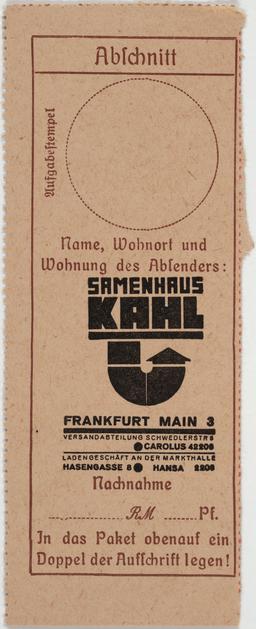 Abschnitt
Aufgabestempel
Name, Wohnort und
Wohnung des Absenders:
SAMENHAUS
KAHL
FRANKFURT MAIN 3
VERSANDABTEILUNG SCHWEDLERSTR 5
CAROLUS 42206
LADENGESCHÄFT AN DER MARKTHALLE
HASENGASSE 8 HANSA 2206
Nachnahme
RM Pf.
In das Paket obenauf ein
Doppel der Aufschrift legen!